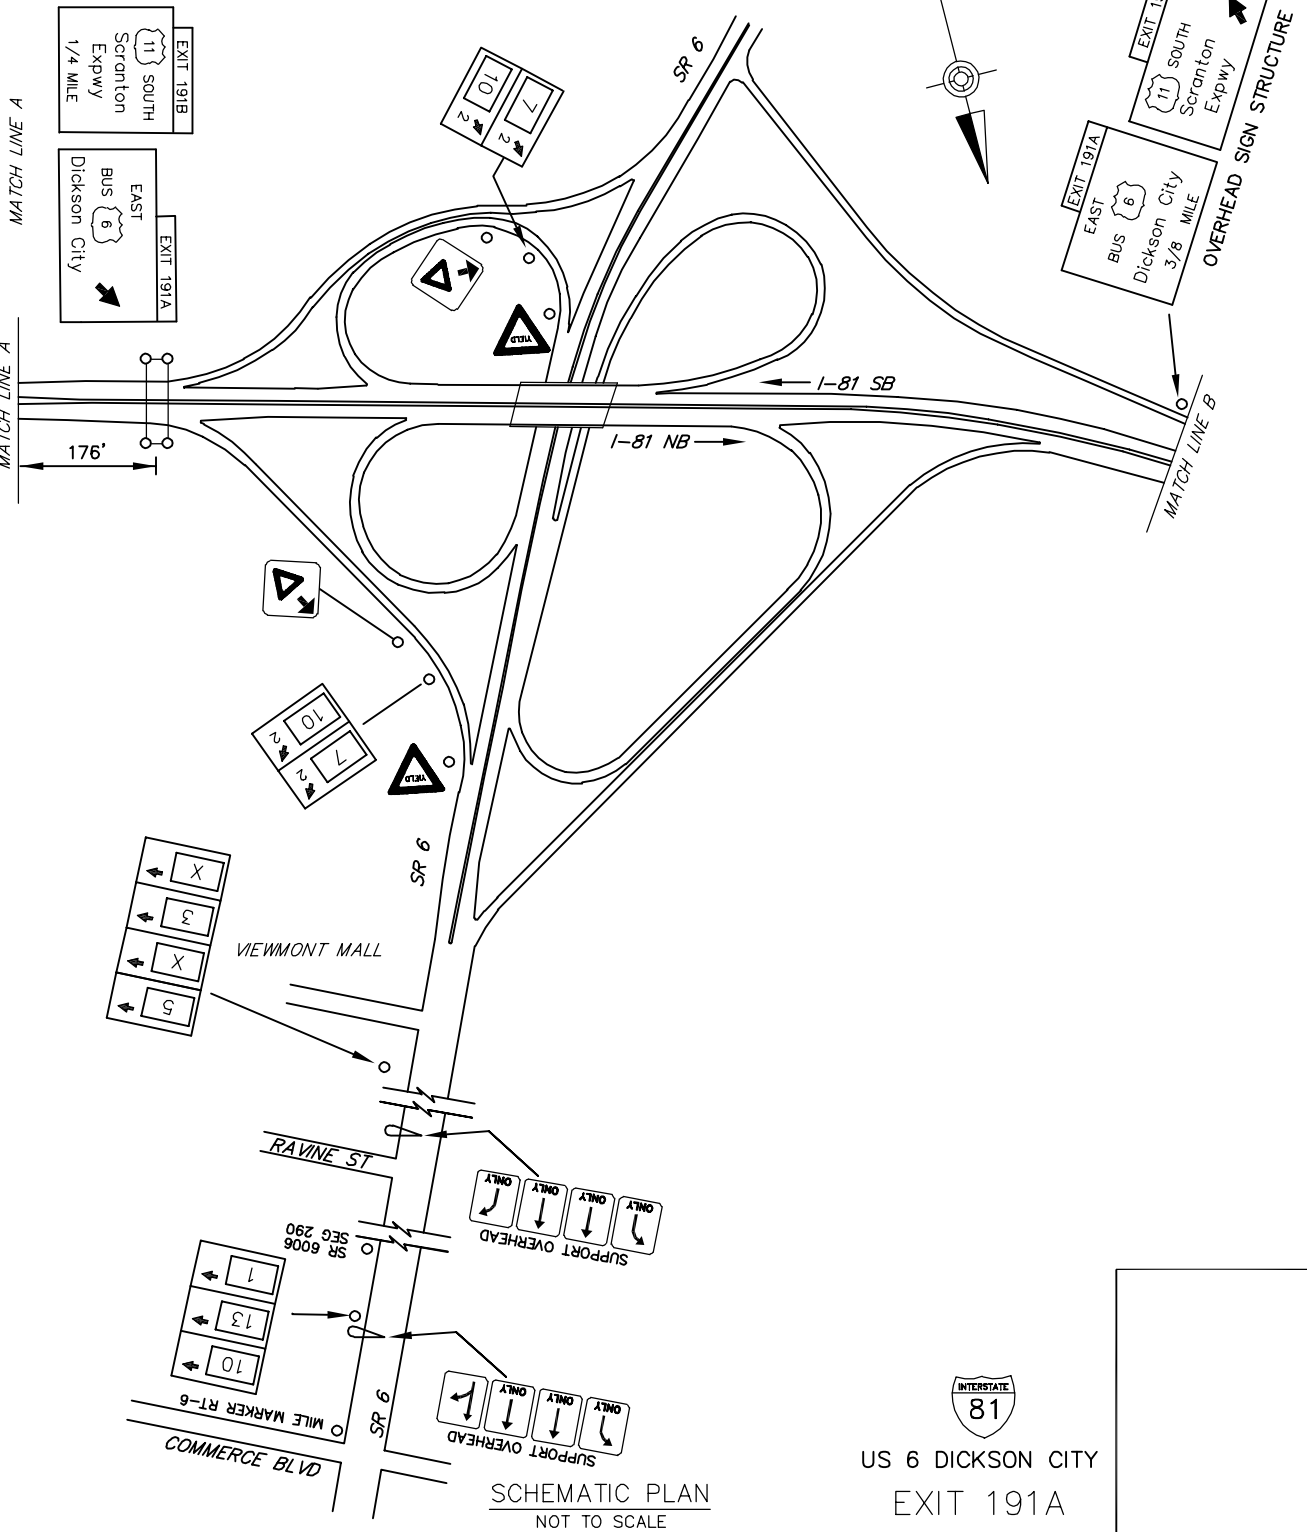 MATCH LINE A
EXIT 191B
11 SOUTH
Scranton
Expwy
1/4 MILE
EXIT 191A
EAST
BUS 6
Dickson City
MATCH LINE A
176'
10
2
7
2
SR 6
YIELD
I-81 SB
I-81 NB
EXIT
11 SOUTH
Scranton
Expwy
EXIT 191A
EAST
BUS 6
Dickson City
3/8 MILE
OVERHEAD SIGN STRUCTURE
MATCH LINE B
10
2
7
2
YIELD
SR 6
X
3
X
5
VIEWMONT MALL
RAVINE ST
ONLY
ONLY
ONLY
ONLY
SUPPORT OVERHEAD
SR 6006
SEG 290
1
13
10
MILE MARKER RT-6
COMMERCE BLVD
SR 6
ONLY
ONLY
ONLY
SUPPORT OVERHEAD
SCHEMATIC PLAN
NOT TO SCALE
INTERSTATE
81
US 6 DICKSON CITY
EXIT 191A